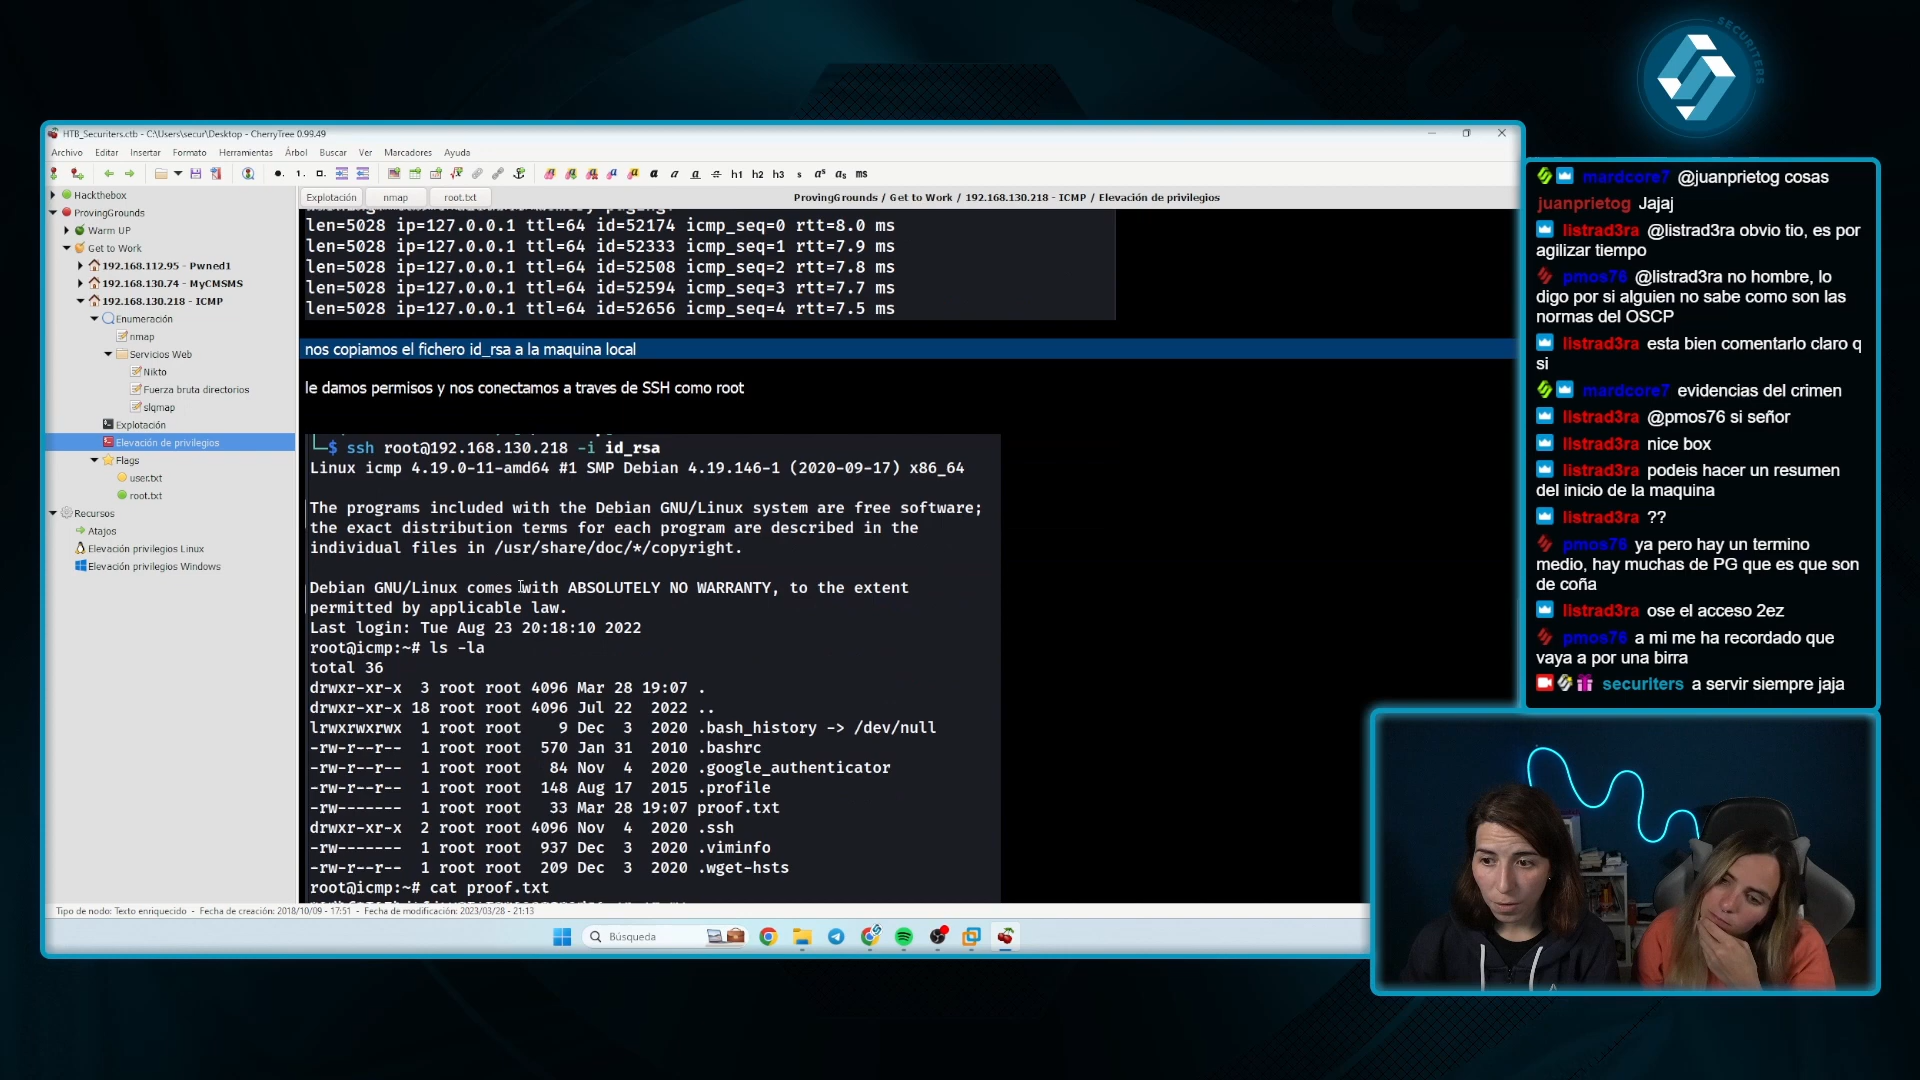 SECURITERS
HTB_Securiters.ctb - C:\Users\secur\Desktop - CherryTree 0.99.49
Archivo Editar Insertar Formato Herramientas Árbol Buscar Ver Marcadores Ayuda
h1 h2 h3 s ms
Hackthebox
ProvingGrounds
Warm UP
Get to Work
192.168.112.95 - Pwned1
192.168.130.74 - MyCMSMS
192.168.130.218 - ICMP
Enumeración
nmap
Servicios Web
Nikto
Fuerza bruta directorios
slqmap
Explotación
Elevación de privilegios
Flags
user.txt
root.txt
Recursos
Atajos
Elevación privilegios Linux
Elevación privilegios Windows
Explotación nmap root.txt
ProvingGrounds / Get to Work / 192.168.130.218 - ICMP / Elevación de privilegios
len=5028 ip=127.0.0.1 ttl=64 id=52174 icmp_seq=0 rtt=8.0 ms
len=5028 ip=127.0.0.1 ttl=64 id=52333 icmp_seq=1 rtt=7.9 ms
len=5028 ip=127.0.0.1 ttl=64 id=52508 icmp_seq=2 rtt=7.8 ms
len=5028 ip=127.0.0.1 ttl=64 id=52594 icmp_seq=3 rtt=7.7 ms
len=5028 ip=127.0.0.1 ttl=64 id=52656 icmp_seq=4 rtt=7.5 ms
nos copiamos el fichero id_rsa a la maquina local
le damos permisos y nos conectamos a traves de SSH como root
└─$ ssh root@192.168.130.218 -i id_rsa
Linux icmp 4.19.0-11-amd64 #1 SMP Debian 4.19.146-1 (2020-09-17) x86_64
The programs included with the Debian GNU/Linux system are free software;
the exact distribution terms for each program are described in the
individual files in /usr/share/doc/*/copyright.
Debian GNU/Linux comes with ABSOLUTELY NO WARRANTY, to the extent
permitted by applicable law.
Last login: Tue Aug 23 20:18:10 2022
root@icmp:~# ls -la
total 36
drwxr-xr-x 3 root root 4096 Mar 28 19:07 .
drwxr-xr-x 18 root root 4096 Jul 22 2022 ..
lrwxrwxrwx 1 root root 9 Dec 3 2020 .bash_history -> /dev/null
-rw-r--r-- 1 root root 570 Jan 31 2010 .bashrc
-rw-r--r-- 1 root root 84 Nov 4 2020 .google_authenticator
-rw-r--r-- 1 root root 148 Aug 17 2015 .profile
-rw------- 1 root root 33 Mar 28 19:07 proof.txt
drwxr-xr-x 2 root root 4096 Nov 4 2020 .ssh
-rw------- 1 root root 937 Dec 3 2020 .viminfo
-rw-r--r-- 1 root root 209 Dec 3 2020 .wget-hsts
root@icmp:~# cat proof.txt
Tipo de nodo: Texto enriquecido - Fecha de creación: 2018/10/09 - 17:51 - Fecha de modificación: 2023/03/28 - 21:13
Búsqueda
mardcore7 @juanprietog cosas
juanprietog Jajaj
listrad3ra @listrad3ra obvio tio, es por
agilizar tiempo
pmos76 @listrad3ra no hombre, lo
digo por si alguien no sabe como son las
normas del OSCP
listrad3ra esta bien comentarlo claro q
si
mardcore7 evidencias del crimen
listrad3ra @pmos76 si señor
listrad3ra nice box
listrad3ra podeis hacer un resumen
del inicio de la maquina
listrad3ra ??
pmos76 ya pero hay un termino
medio, hay muchas de PG que es que son
de coña
listrad3ra ose el acceso 2ez
pmos76 a mi me ha recordado que
vaya a por una birra
securiters a servir siempre jaja